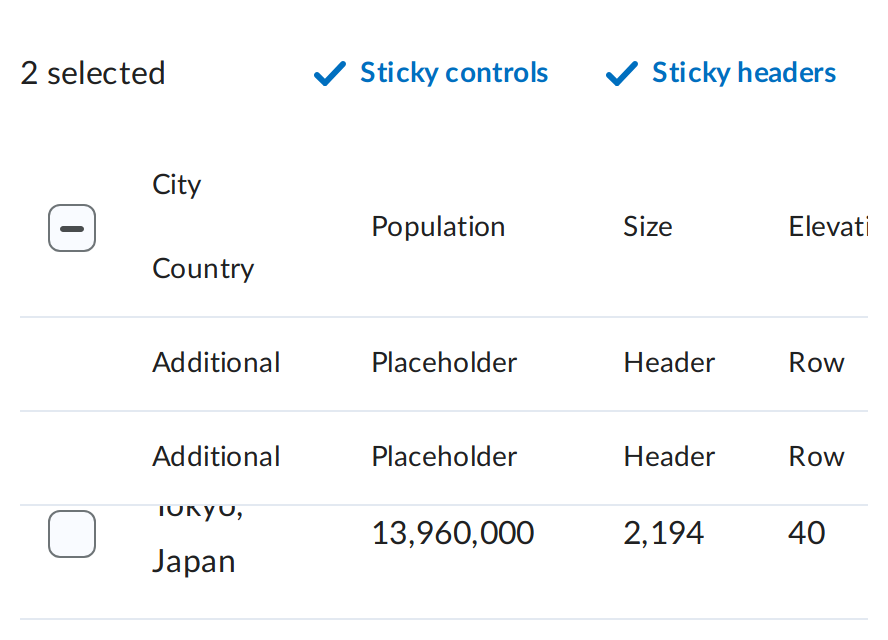 2 selected Sticky controls Sticky headers
City
Population Size Elevati
Country
Additional Placeholder Header Row
Additional Placeholder Header Row
Tokyo,
13,960,000 2,194 40
Japan